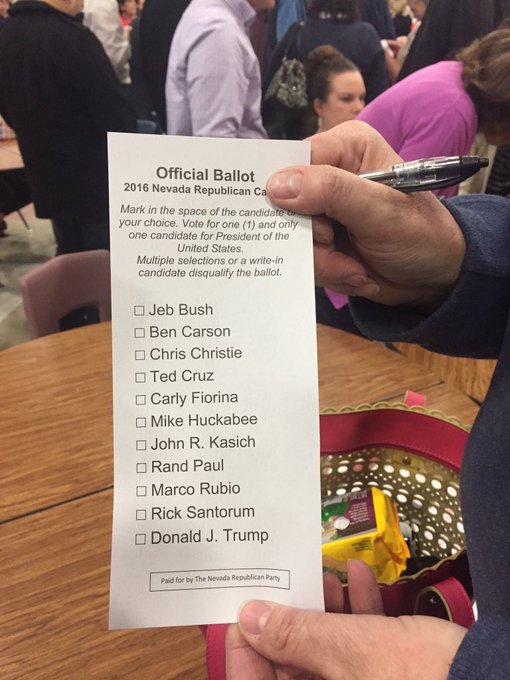 Official Ballot
2016 Nevada Republican Ca
Mark in the space of the candidate or
your choice. Vote for one (1) and only
one candidate for President of the
United States.
Multiple selections or a write-in
candidate disqualify the ballot.
☐ Jeb Bush
☐ Ben Carson
☐ Chris Christie
☐ Ted Cruz
☐ Carly Fiorina
☐ Mike Huckabee
☐ John R. Kasich
☐ Rand Paul
☐ Marco Rubio
☐ Rick Santorum
☐ Donald J. Trump
Paid for by The Nevada Republican Party